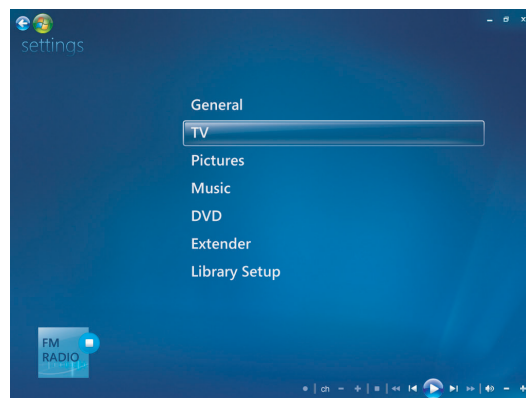 settings
General
TV
Pictures
Music
DVD
Extender
Library Setup
FM
RADIO
ch